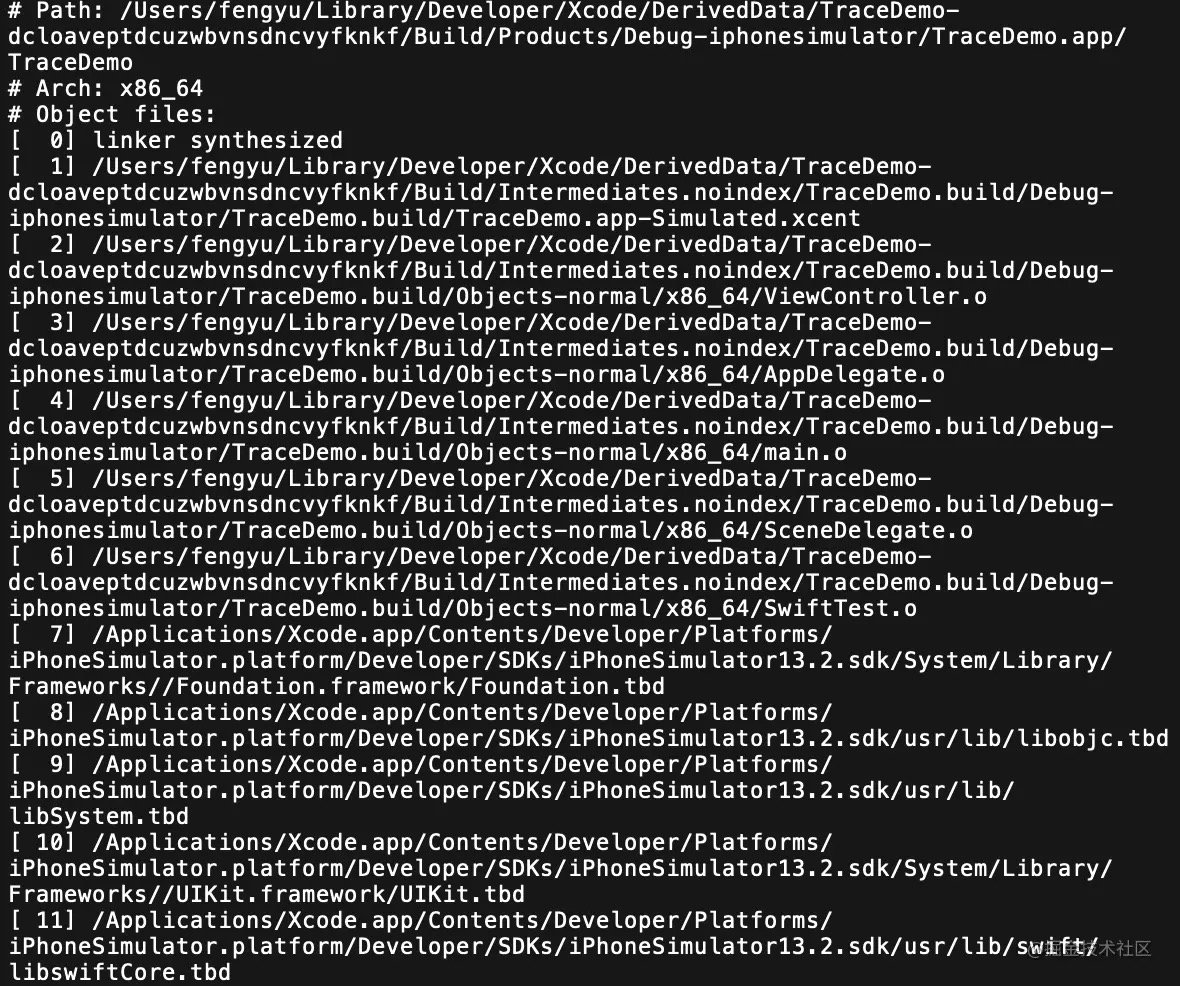 # Path: /Users/fengyu/Library/Developer/Xcode/DerivedData/TraceDemo-
dcloaveptdcuzwbvnsdncvyfknkf/Build/Products/Debug-iphonesimulator/TraceDemo.app/
TraceDemo
# Arch: x86_64
# Object files:
[  0] linker synthesized
[  1] /Users/fengyu/Library/Developer/Xcode/DerivedData/TraceDemo-
dcloaveptdcuzwbvnsdncvyfknkf/Build/Intermediates.noindex/TraceDemo.build/Debug-
iphonesimulator/TraceDemo.build/TraceDemo.app-Simulated.xcent
[  2] /Users/fengyu/Library/Developer/Xcode/DerivedData/TraceDemo-
dcloaveptdcuzwbvnsdncvyfknkf/Build/Intermediates.noindex/TraceDemo.build/Debug-
iphonesimulator/TraceDemo.build/Objects-normal/x86_64/ViewController.o
[  3] /Users/fengyu/Library/Developer/Xcode/DerivedData/TraceDemo-
dcloaveptdcuzwbvnsdncvyfknkf/Build/Intermediates.noindex/TraceDemo.build/Debug-
iphonesimulator/TraceDemo.build/Objects-normal/x86_64/AppDelegate.o
[  4] /Users/fengyu/Library/Developer/Xcode/DerivedData/TraceDemo-
dcloaveptdcuzwbvnsdncvyfknkf/Build/Intermediates.noindex/TraceDemo.build/Debug-
iphonesimulator/TraceDemo.build/Objects-normal/x86_64/main.o
[  5] /Users/fengyu/Library/Developer/Xcode/DerivedData/TraceDemo-
dcloaveptdcuzwbvnsdncvyfknkf/Build/Intermediates.noindex/TraceDemo.build/Debug-
iphonesimulator/TraceDemo.build/Objects-normal/x86_64/SceneDelegate.o
[  6] /Users/fengyu/Library/Developer/Xcode/DerivedData/TraceDemo-
dcloaveptdcuzwbvnsdncvyfknkf/Build/Intermediates.noindex/TraceDemo.build/Debug-
iphonesimulator/TraceDemo.build/Objects-normal/x86_64/SwiftTest.o
[  7] /Applications/Xcode.app/Contents/Developer/Platforms/
iPhoneSimulator.platform/Developer/SDKs/iPhoneSimulator13.2.sdk/System/Library/
Frameworks//Foundation.framework/Foundation.tbd
[  8] /Applications/Xcode.app/Contents/Developer/Platforms/
iPhoneSimulator.platform/Developer/SDKs/iPhoneSimulator13.2.sdk/usr/lib/libobjc.tbd
[  9] /Applications/Xcode.app/Contents/Developer/Platforms/
iPhoneSimulator.platform/Developer/SDKs/iPhoneSimulator13.2.sdk/usr/lib/
libSystem.tbd
[ 10] /Applications/Xcode.app/Contents/Developer/Platforms/
iPhoneSimulator.platform/Developer/SDKs/iPhoneSimulator13.2.sdk/System/Library/
Frameworks//UIKit.framework/UIKit.tbd
[ 11] /Applications/Xcode.app/Contents/Developer/Platforms/
iPhoneSimulator.platform/Developer/SDKs/iPhoneSimulator13.2.sdk/usr/lib/swift/
@掘金技术社区
libswiftCore.tbd